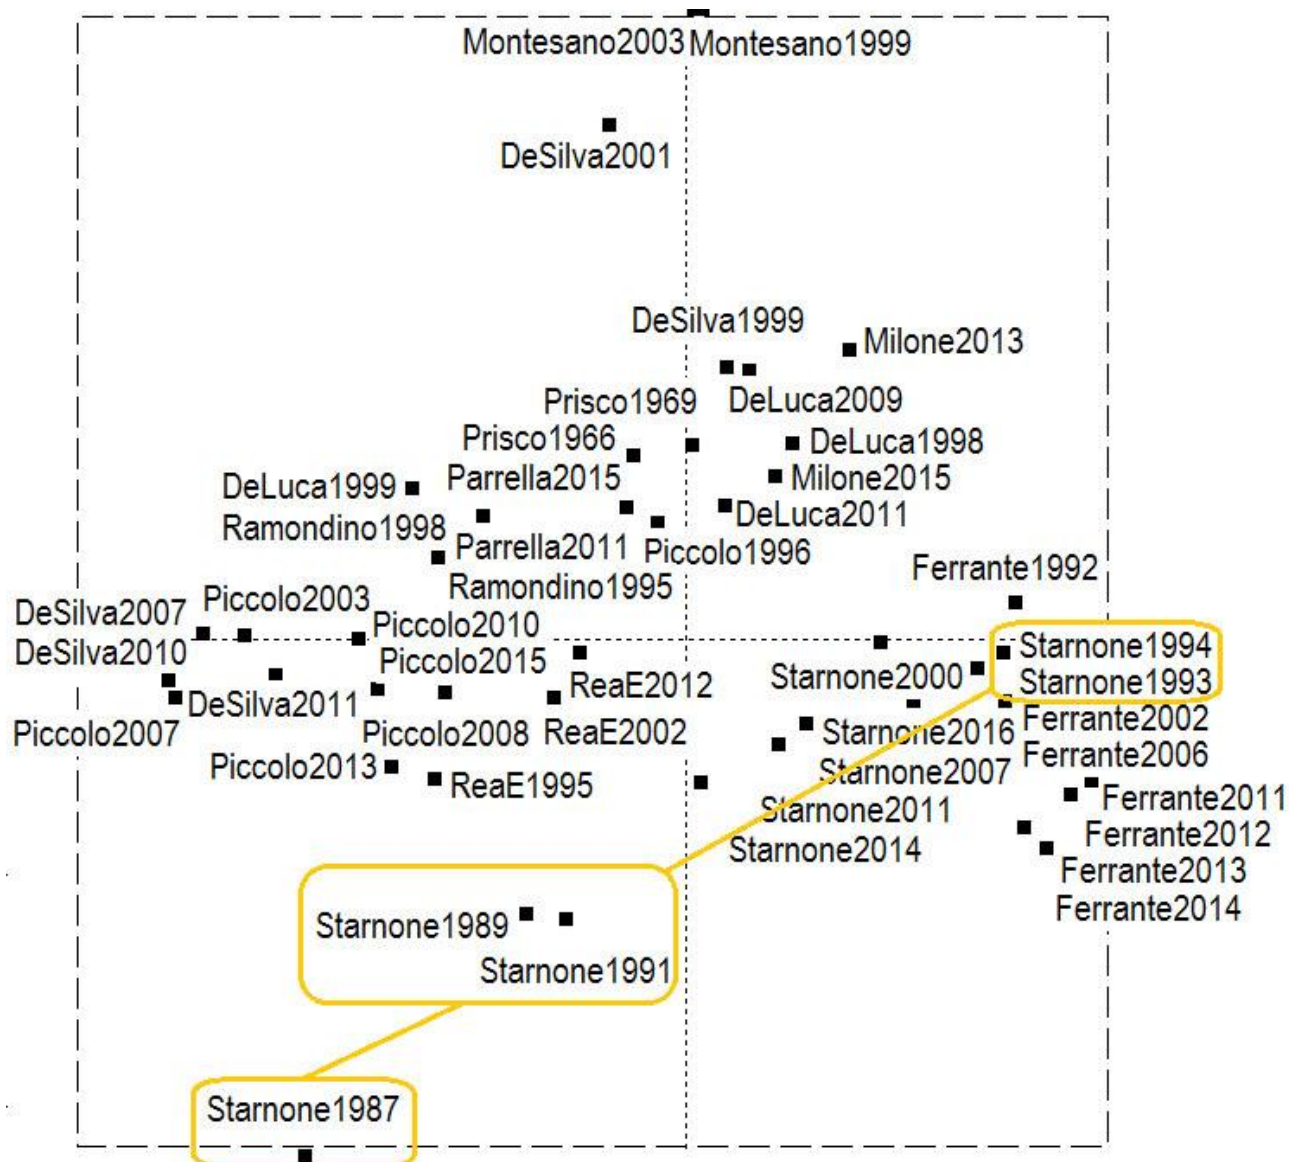 Montesano2003
Montesano1999
DeSilva2001
DeSilva1999
Milone2013
Prisco1969
DeLuca2009
Prisco1966
DeLuca1998
DeLuca1999
Parrella2015
Milone2015
Ramondino1998
DeLuca2011
Parrella2011
Piccolo1996
Ramondino1995
Ferrante1992
DeSilva2007
Piccolo2003
Piccolo2010
Starnone1994
DeSilva2010
Piccolo2015
ReaE2012
Starnone2000
Starnone1993
DeSilva2011
Piccolo2007
Piccolo2008
ReaE2002
Starnone2016
Ferrante2002
Piccolo2013
ReaE1995
Starnone2007
Ferrante2006
Starnone2011
Ferrante2011
Starnone2014
Ferrante2012
Ferrante2013
Ferrante2014
Starnone1989
Starnone1991
Starnone1987